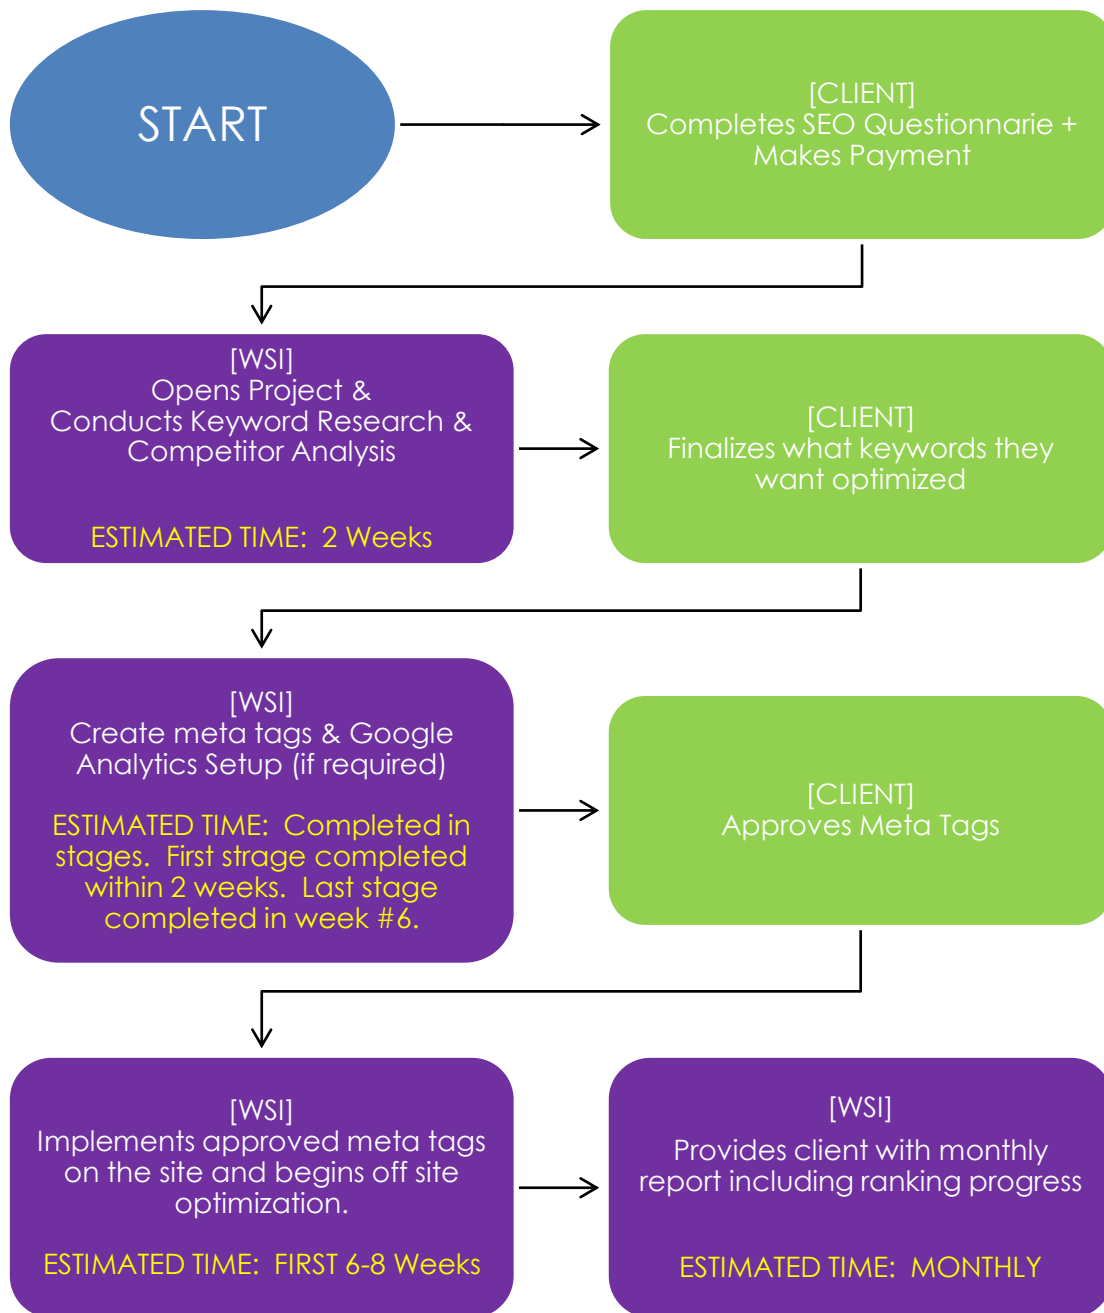 START
[CLIENT]
Completes SEO Questionnarie +
Makes Payment
[WSI]
Opens Project &
Conducts Keyword Research &
Competitor Analysis
ESTIMATED TIME:  2 Weeks
[CLIENT]
Finalizes what keywords they
want optimized
[WSI]
Create meta tags & Google
Analytics Setup (if required)
ESTIMATED TIME:  Completed in
stages.  First strage completed
within 2 weeks.  Last stage
completed in week #6.
[CLIENT]
Approves Meta Tags
[WSI]
Implements approved meta tags
on the site and begins off site
optimization.
ESTIMATED TIME:  FIRST 6-8 Weeks
[WSI]
Provides client with monthly
report including ranking progress
ESTIMATED TIME:  MONTHLY